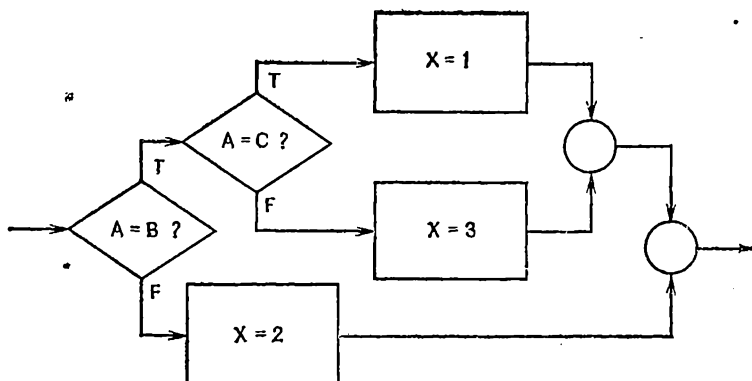 X = 1
T
A = C ?
T
F
A = B ?
X = 3
F
X = 2